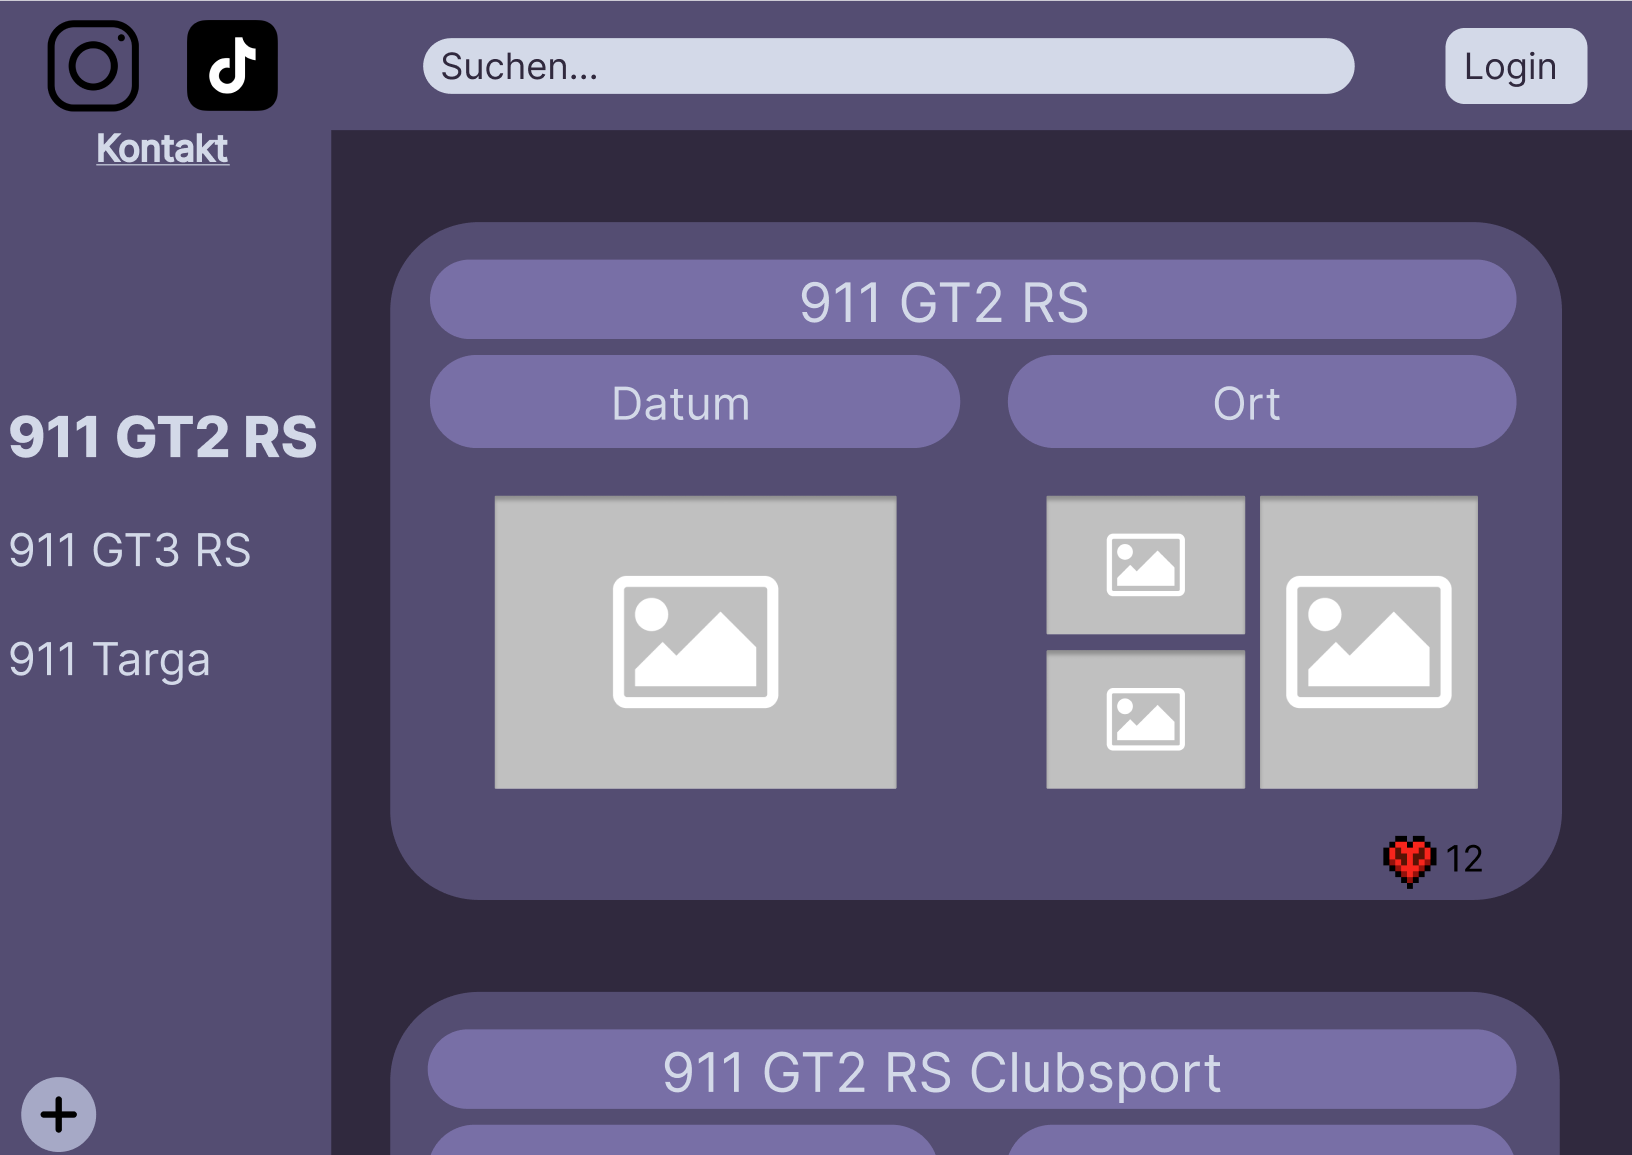 Suchen...
Login
Kontakt
911 GT2 RS
911 GT3 RS
911 Targa
911 GT2 RS
Datum
Ort
12
911 GT2 RS Clubsport